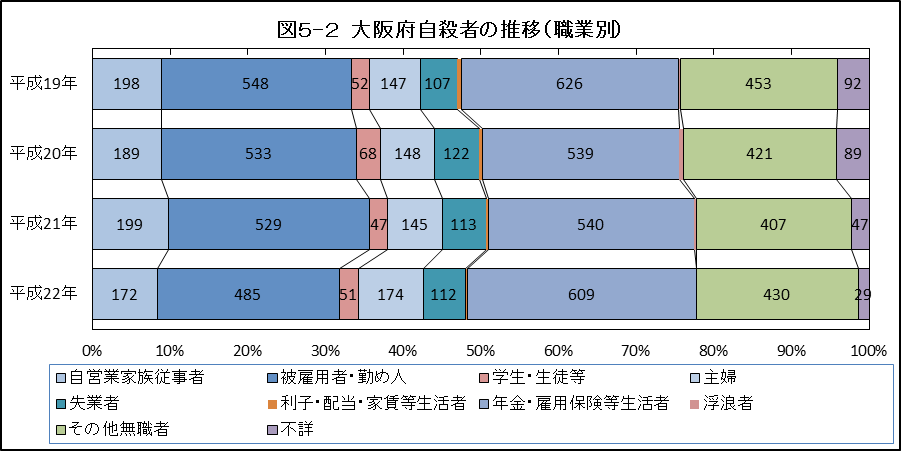 図5-2 大阪府自殺者の推移(職業別)
平成19年 198 548 52 147 107 626 453 92
平成20年 189 533 68 148 122 539 421 89
平成21年 199 529 47 145 113 540 407 47
平成22年 172 485 51 174 112 609 430 29
0% 10% 20% 30% 40% 50% 60% 70% 80% 90% 100%
自営業家族従事者 被雇用者・勤め人 学生・生徒等 主婦
失業者 利子・配当・家賃等生活者 年金・雇用保険等生活者 浮浪者
その他無職者 不詳